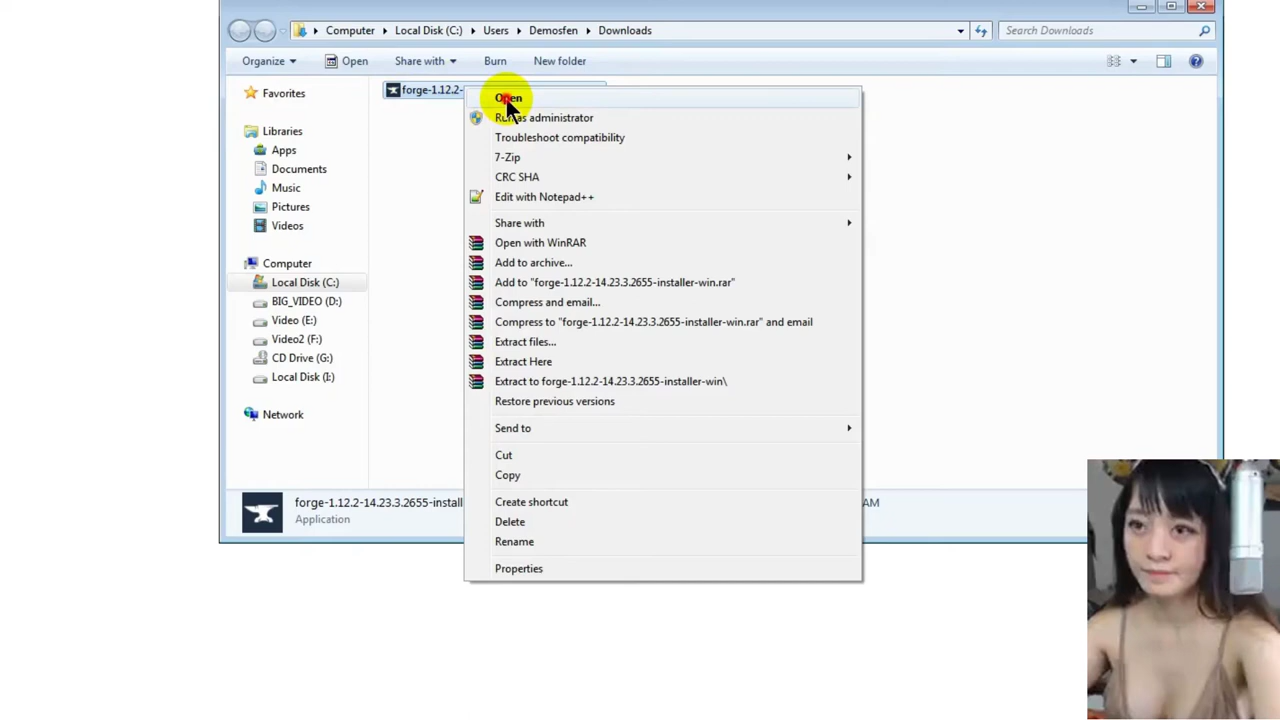 Computer
Local Disk (C:)
Users
Demosfen
Downloads
Search Downloads
Organize
Open
Share with
Burn
New folder
Favorites
Libraries
Apps
Documents
Music
Pictures
Videos
Computer
Local Disk (C:)
BIG_VIDEO (D:)
Video (E:)
Video2 (F:)
CD Drive (G:)
Local Disk (I:)
Network
forge-1.12.2-
Open
Run as administrator
Troubleshoot compatibility
7-Zip
CRC SHA
Edit with Notepad++
Share with
Open with WinRAR
Add to archive...
Add to "forge-1.12.2-14.23.3.2655-installer-win.rar"
Compress and email...
Compress to "forge-1.12.2-14.23.3.2655-installer-win.rar" and email
Extract files...
Extract Here
Extract to forge-1.12.2-14.23.3.2655-installer-win\
Restore previous versions
Send to
Cut
Copy
Create shortcut
Delete
Rename
Properties
forge-1.12.2-14.23.3.2655-install
AM
Application